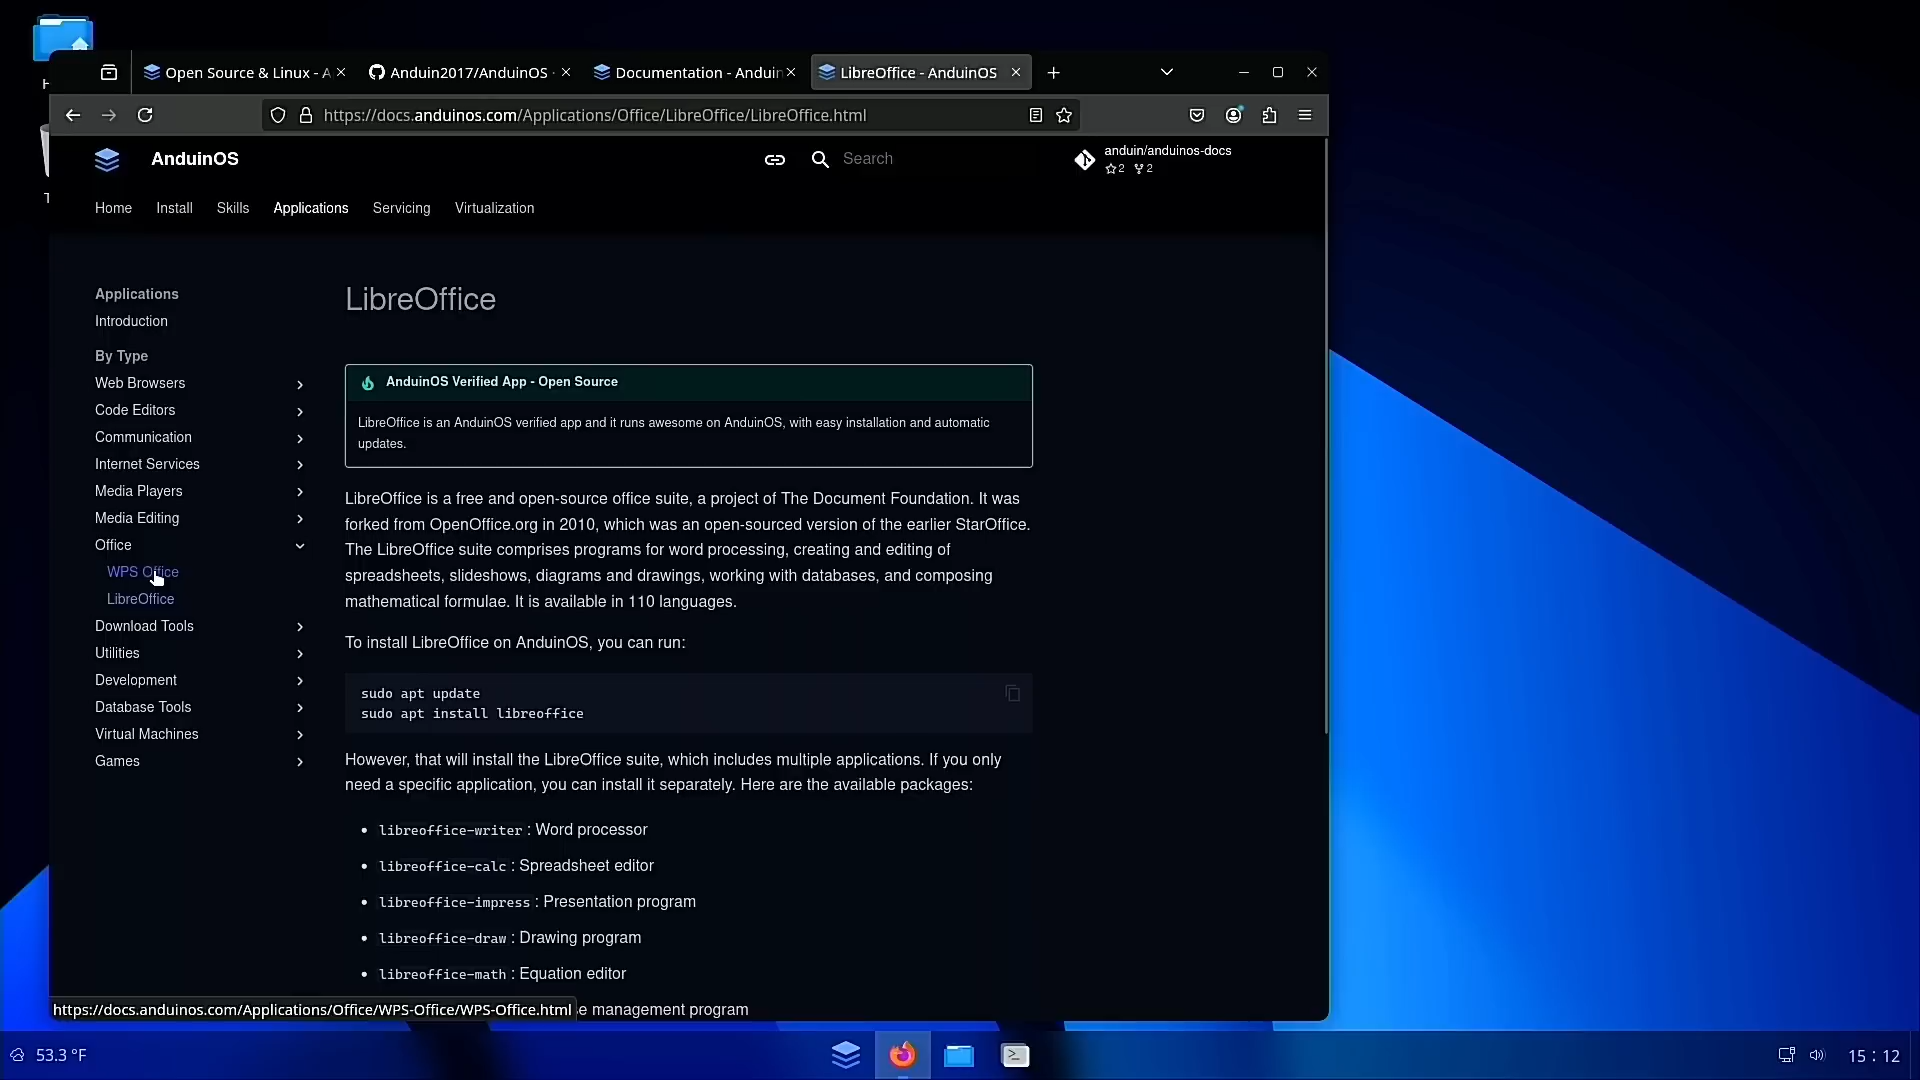 Open Source & Linux - A
Anduin2017/AnduinOS ·
Documentation - Anduin
LibreOffice - AnduinOS
https://docs.anduinos.com/Applications/Office/LibreOffice/LibreOffice.html
AnduinOS
Search
anduin/anduinos-docs
2 2
Home Install Skills Applications Servicing Virtualization
Applications
Introduction
By Type
Web Browsers
Code Editors
Communication
Internet Services
Media Players
Media Editing
Office
WPS Office
LibreOffice
Download Tools
Utilities
Development
Database Tools
Virtual Machines
Games
LibreOffice
AnduinOS Verified App - Open Source
LibreOffice is an AnduinOS verified app and it runs awesome on AnduinOS, with easy installation and automatic
updates.
LibreOffice is a free and open-source office suite, a project of The Document Foundation. It was
forked from OpenOffice.org in 2010, which was an open-sourced version of the earlier StarOffice.
The LibreOffice suite comprises programs for word processing, creating and editing of
spreadsheets, slideshows, diagrams and drawings, working with databases, and composing
mathematical formulae. It is available in 110 languages.
To install LibreOffice on AnduinOS, you can run:
sudo apt update
sudo apt install libreoffice
However, that will install the LibreOffice suite, which includes multiple applications. If you only
need a specific application, you can install it separately. Here are the available packages:
• libreoffice-writer : Word processor
• libreoffice-calc : Spreadsheet editor
• libreoffice-impress : Presentation program
• libreoffice-draw : Drawing program
• libreoffice-math : Equation editor
e management program
https://docs.anduinos.com/Applications/Office/WPS-Office/WPS-Office.html
53.3 °F
15 : 12